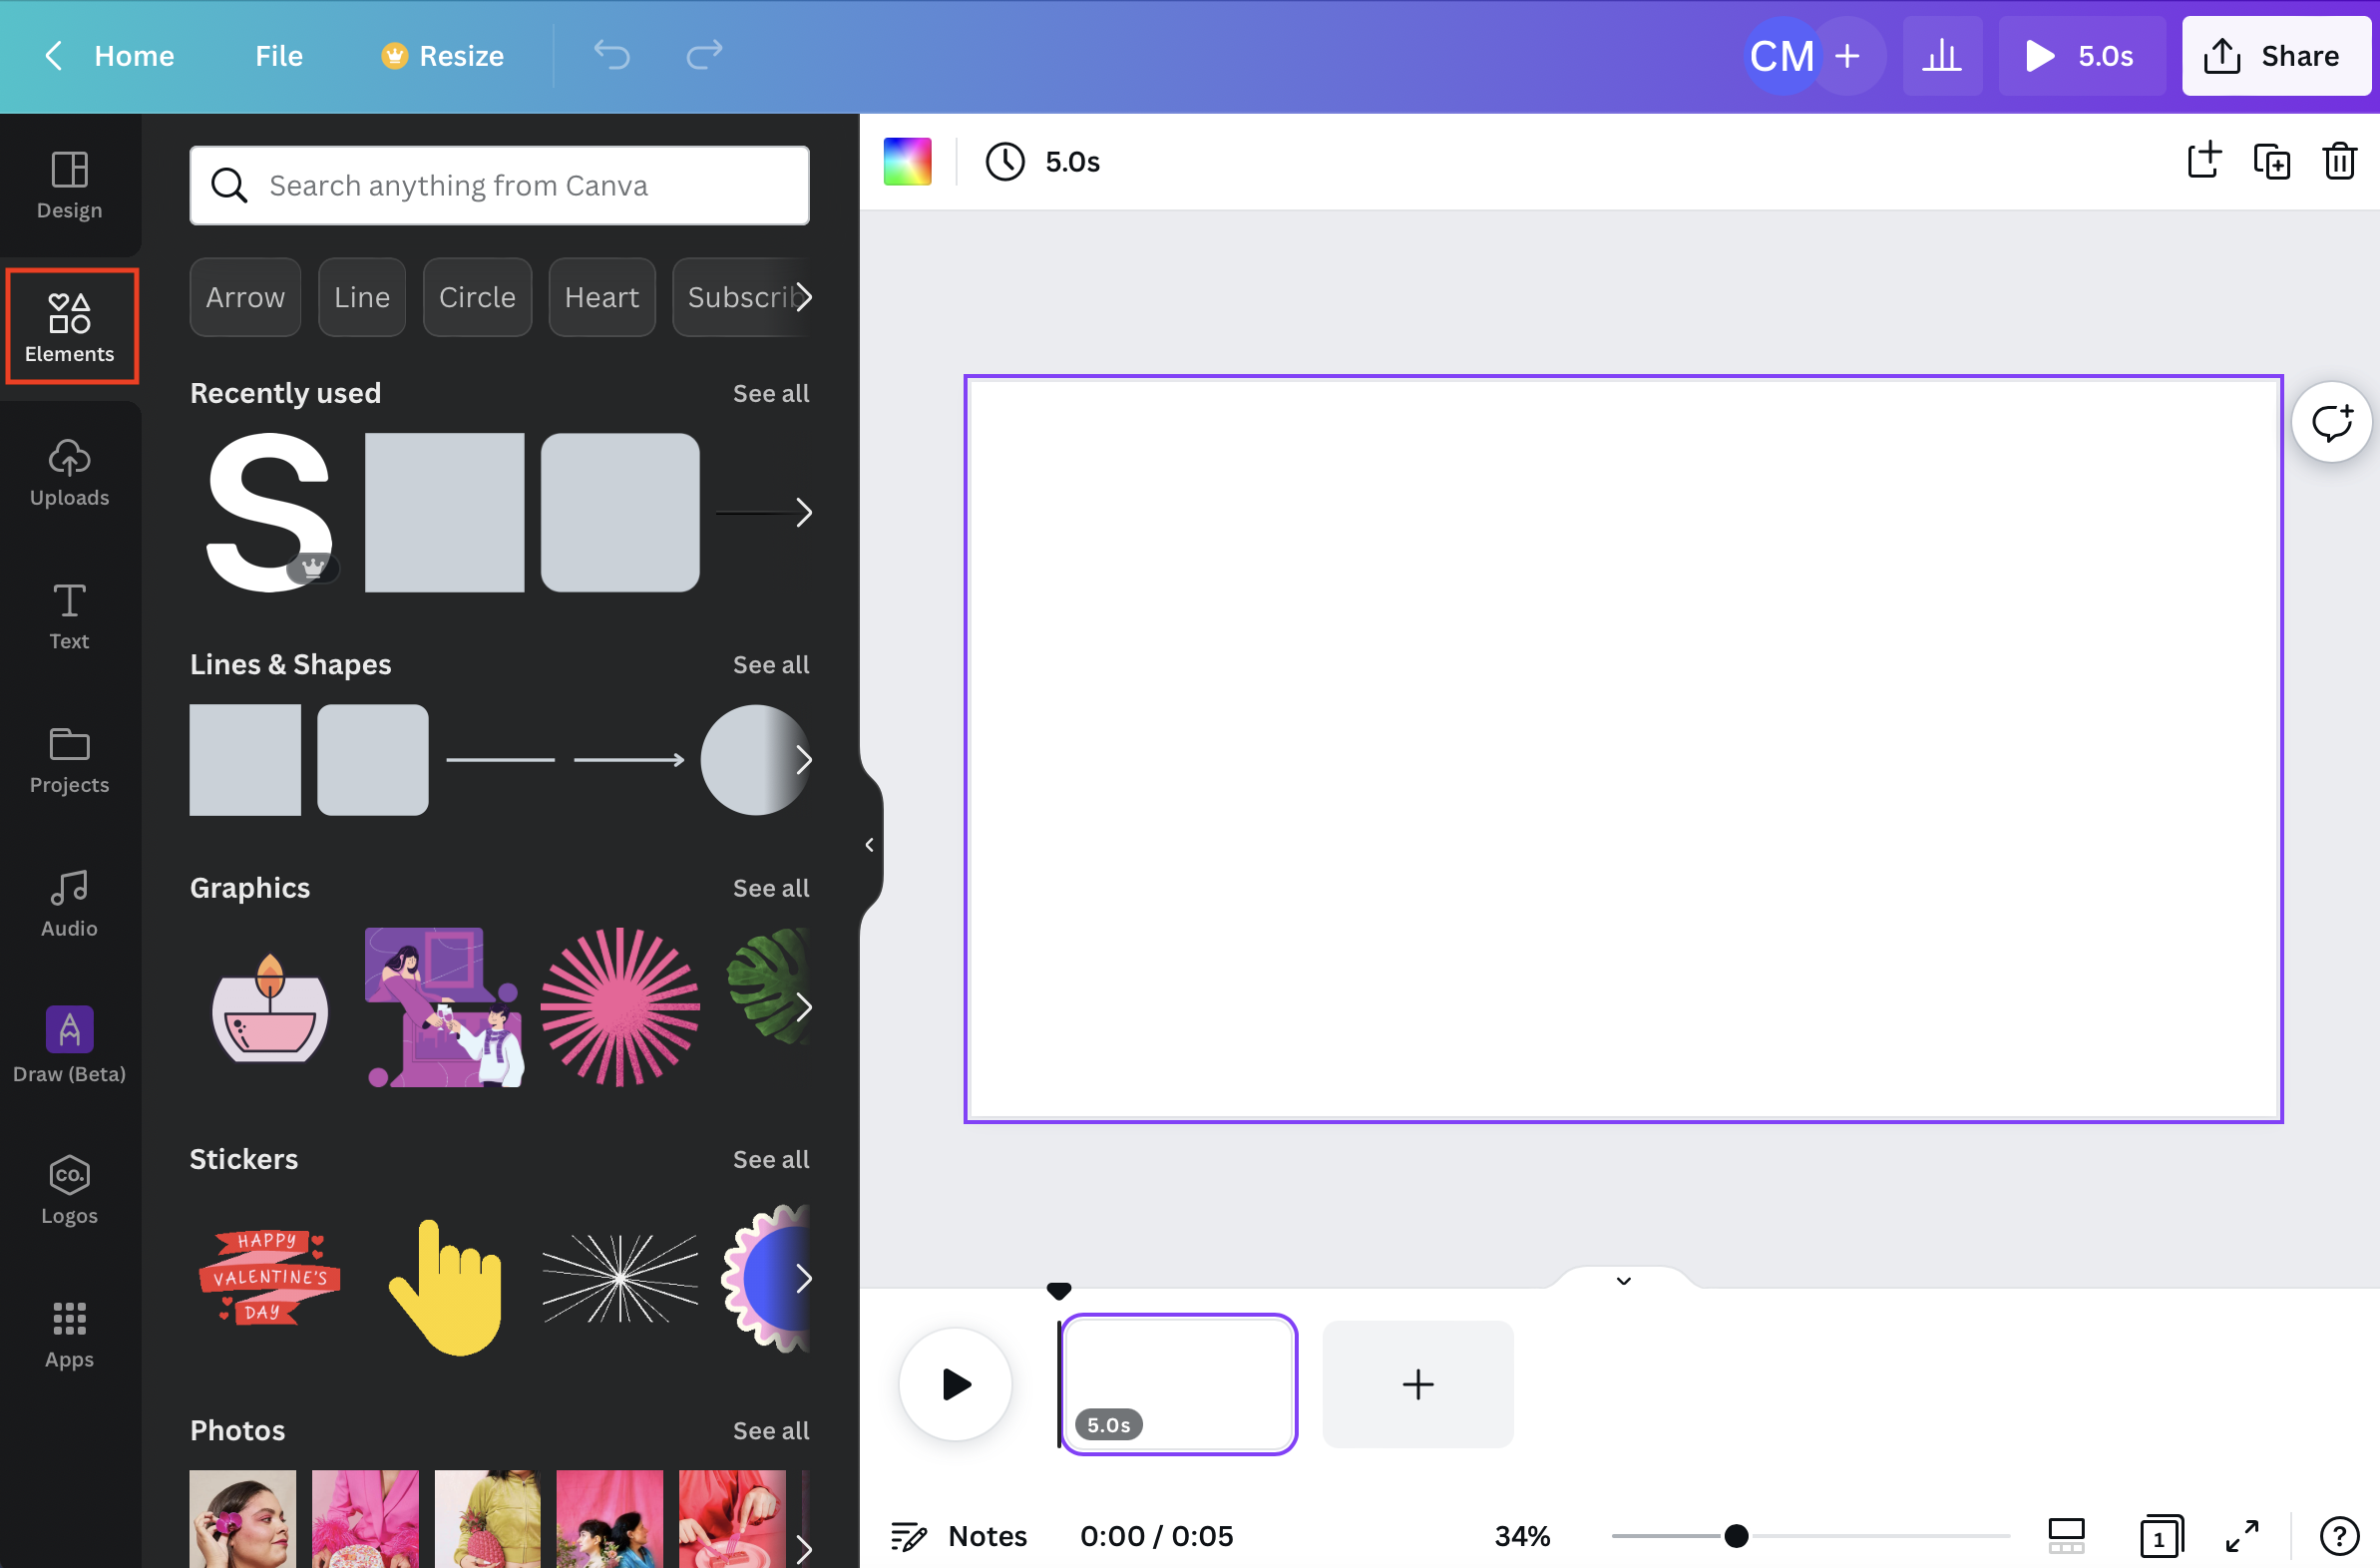 Home File Resize CM 5.0s Share
Design
Elements
Uploads
Text
Projects
Audio
Draw (Beta)
CO.
Logos
Apps
Search anything from Canva
Arrow Line Circle Heart Subscrib
Recently used See all
S
Lines & Shapes See all
Graphics See all
Stickers See all
HAPPY
VALENTINE'S
DAY
Photos See all
5.0s
5.0s
Notes 0:00 / 0:05 34% 1 ?